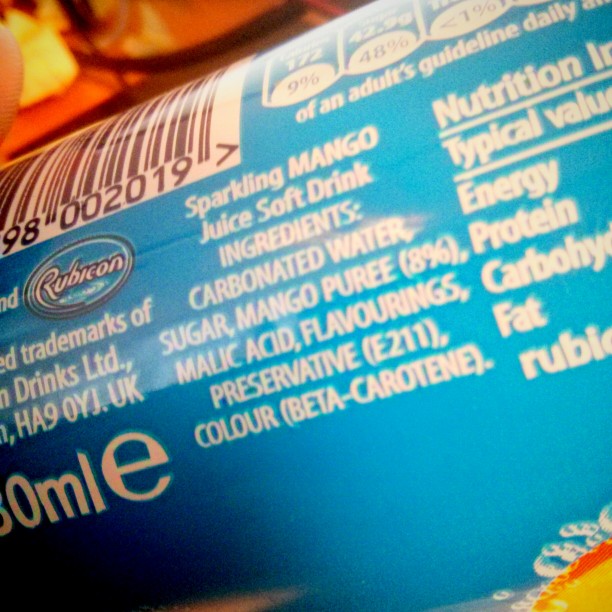 172 42.9g <1%
9% 48%
of an adult's guideline daily
98 002019 >
Rubicon
ed trademarks of
n Drinks Ltd.,
n, HA9 0YJ. UK
30ml e
Sparkling MANGO
Juice Soft Drink
INGREDIENTS:
CARBONATED WATER,
SUGAR, MANGO PUREE (8%),
MALIC ACID, FLAVOURINGS,
PRESERVATIVE (E211),
COLOUR (BETA-CAROTENE).
Nutrition In
Typical valu
Energy
Protein
Carbohyd
Fat
rubic